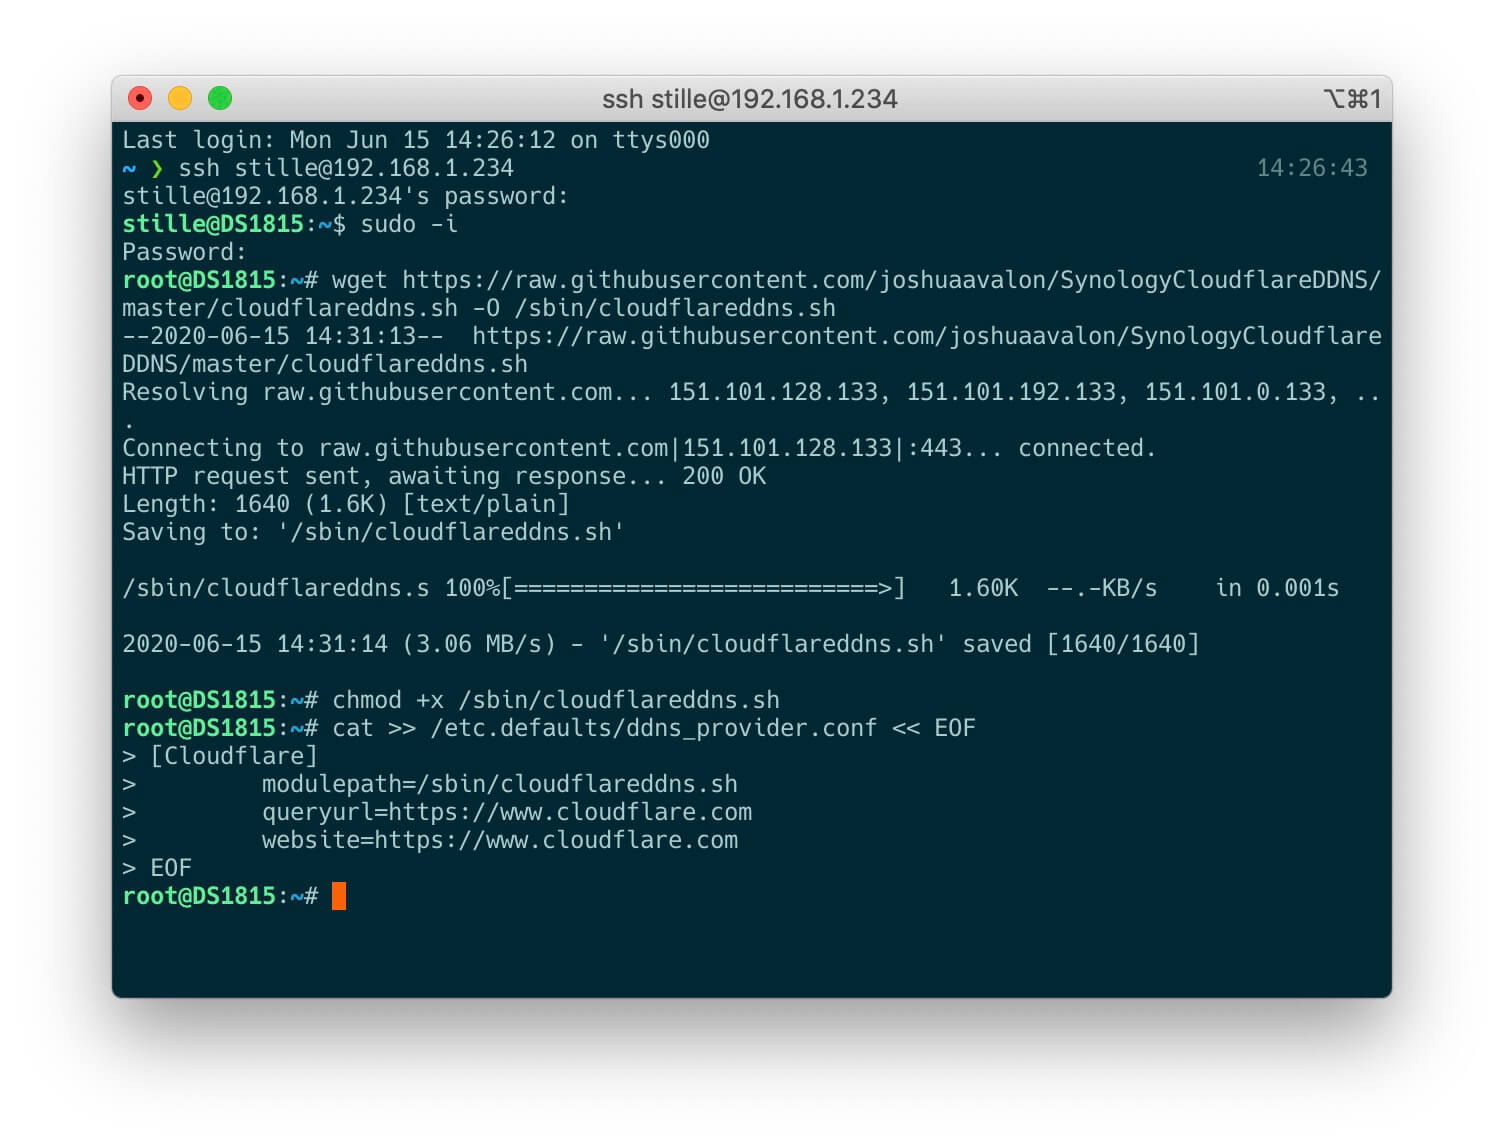 ssh stille@192.168.1.234
⌥⌘1
Last login: Mon Jun 15 14:26:12 on ttys000
~ ❯ ssh stille@192.168.1.234 14:26:43
stille@192.168.1.234's password:
stille@DS1815:~$ sudo -i
Password:
root@DS1815:~# wget https://raw.githubusercontent.com/joshuaavalon/SynologyCloudflareDDNS/
master/cloudflareddns.sh -O /sbin/cloudflareddns.sh
--2020-06-15 14:31:13--  https://raw.githubusercontent.com/joshuaavalon/SynologyCloudflare
DDNS/master/cloudflareddns.sh
Resolving raw.githubusercontent.com... 151.101.128.133, 151.101.192.133, 151.101.0.133, ..
.
Connecting to raw.githubusercontent.com|151.101.128.133|:443... connected.
HTTP request sent, awaiting response... 200 OK
Length: 1640 (1.6K) [text/plain]
Saving to: '/sbin/cloudflareddns.sh'
/sbin/cloudflareddns.s 100%[==========================>]   1.60K  --.-KB/s    in 0.001s
2020-06-15 14:31:14 (3.06 MB/s) - '/sbin/cloudflareddns.sh' saved [1640/1640]
root@DS1815:~# chmod +x /sbin/cloudflareddns.sh
root@DS1815:~# cat >> /etc.defaults/ddns_provider.conf << EOF
> [Cloudflare]
>         modulepath=/sbin/cloudflareddns.sh
>         queryurl=https://www.cloudflare.com
>         website=https://www.cloudflare.com
> EOF
root@DS1815:~#